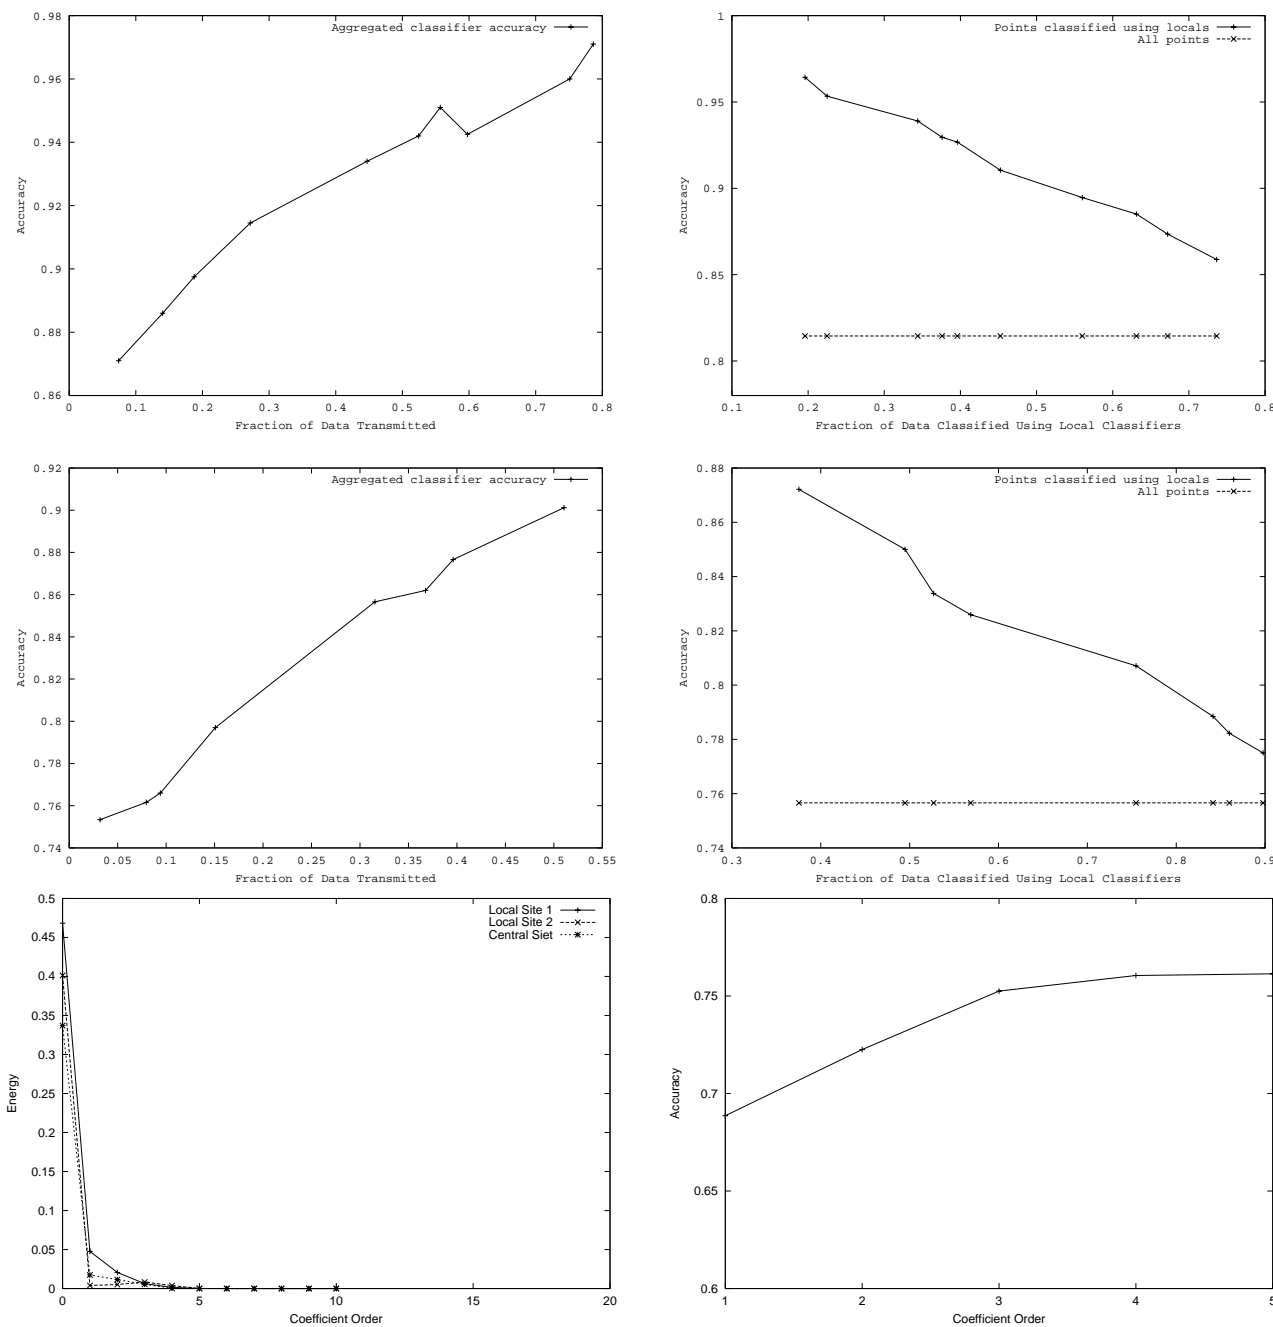 0.98
0.96
0.94
0.92
0.9
0.88
0.86
Accuracy
Aggregated classifier accuracy
0 0.1 0.2 0.3 0.4 0.5 0.6 0.7 0.8
Fraction of Data Transmitted
1
0.95
0.9
0.85
0.8
Accuracy
Points classified using locals
All points
0.1 0.2 0.3 0.4 0.5 0.6 0.7 0.8
Fraction of Data Classified Using Local Classifiers
0.92
0.9
0.88
0.86
0.84
0.82
0.8
0.78
0.76
0.74
Accuracy
Aggregated classifier accuracy
0 0.05 0.1 0.15 0.2 0.25 0.3 0.35 0.4 0.45 0.5 0.55
Fraction of Data Transmitted
0.88
0.86
0.84
0.82
0.8
0.78
0.76
0.74
Accuracy
Points classified using locals
All points
0.3 0.4 0.5 0.6 0.7 0.8 0.9
Fraction of Data Classified Using Local Classifiers
0.5
0.45
0.4
0.35
0.3
0.25
0.2
0.15
0.1
0.05
0
Energy
Local Site 1
Local Site 2
Central Siet
0 5 10 15 20
Coefficient Order
0.8
0.75
0.7
0.65
0.6
Accuracy
1 2 3 4 5
Coefficient Order